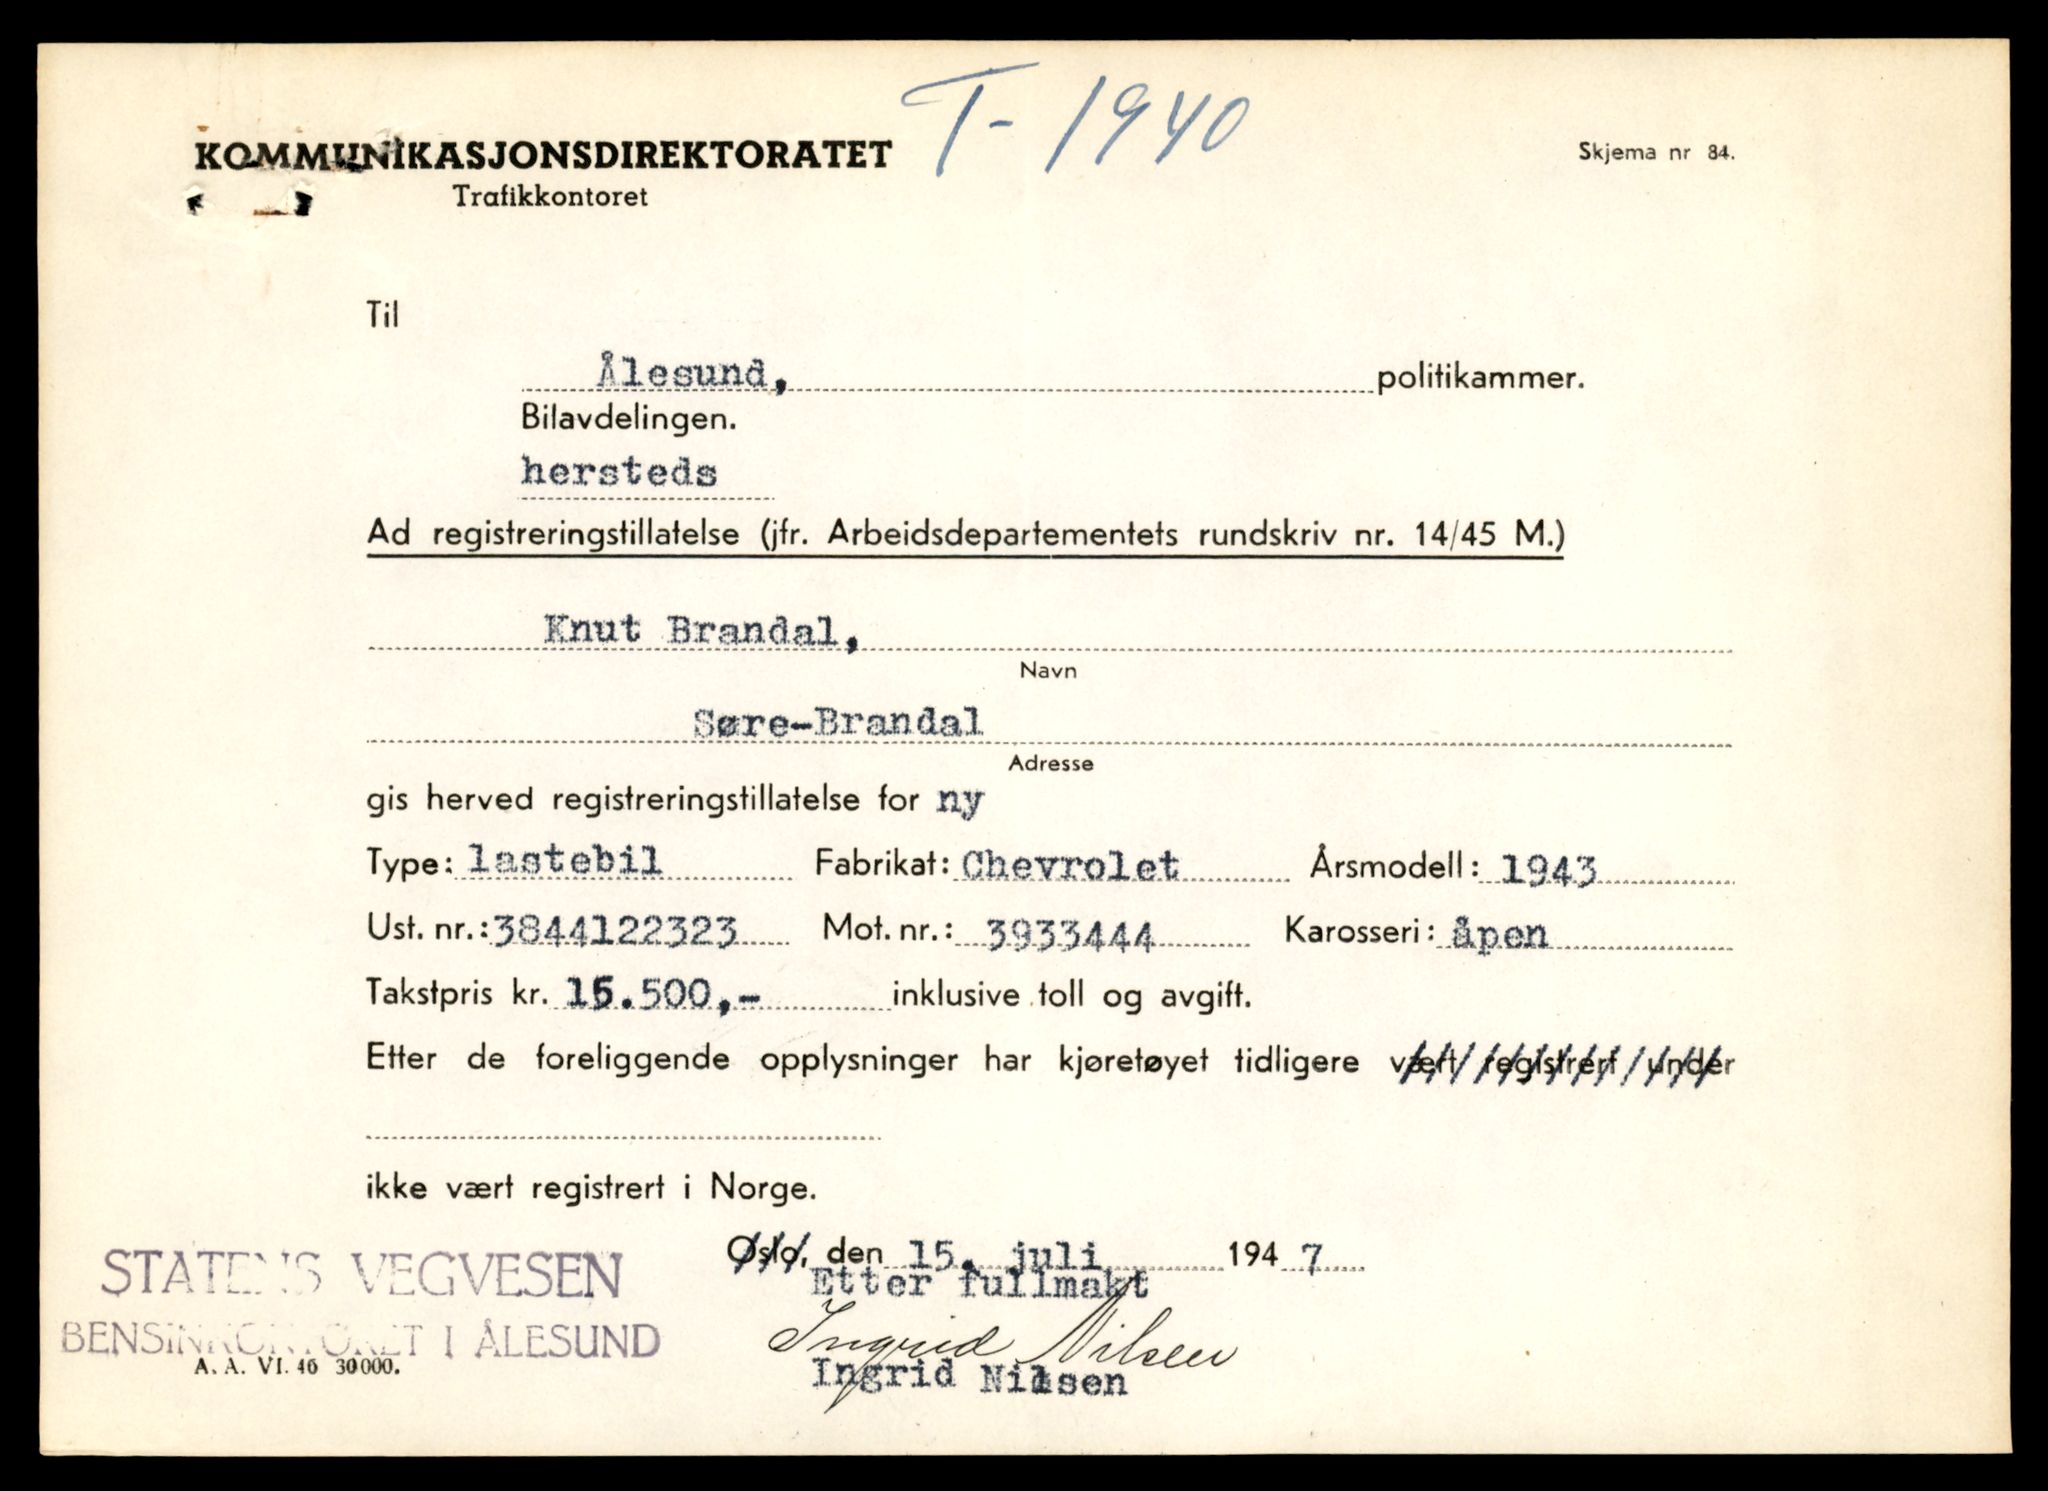 T-1940
KOMMUNIKASJONSDIREKTORATET
Skjema nr 84.
Trafikkontoret
Til
Ålesund, politikammer.
Bilavdelingen.
hersteds
Ad registreringstillatelse (jfr. Arbeidsdepartementets rundskriv nr. 14/45 M.)
Knut Brandal,
Navn
Søre-Brandal
Adresse
gis herved registreringstillatelse for ny
Type: lastebil Fabrikat: Chevrolet Årsmodell: 1943
Ust. nr.: 3844122323 Mot. nr.: 3933444 Karosseri: åpen
Takstpris kr. 15.500,- inklusive toll og avgift.
Etter de foreliggende opplysninger har kjøretøyet tidligere vært registrert under
ikke vært registrert i Norge.
Oslo, den 15. juli 1947
Etter fullmakt
Ingrid Nilsen
Ingrid Nilsen
STATENS VEGVESEN
BENSINKONTORET I ÅLESUND
A. A. VI. 46 30000.